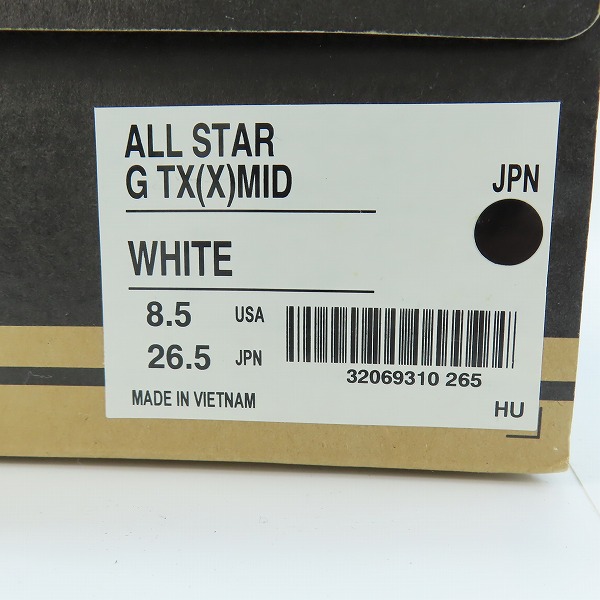 ALL STAR
G TX(X)MID
JPN
WHITE
8.5 USA
26.5 JPN
32069310 265
MADE IN VIETNAM
HU